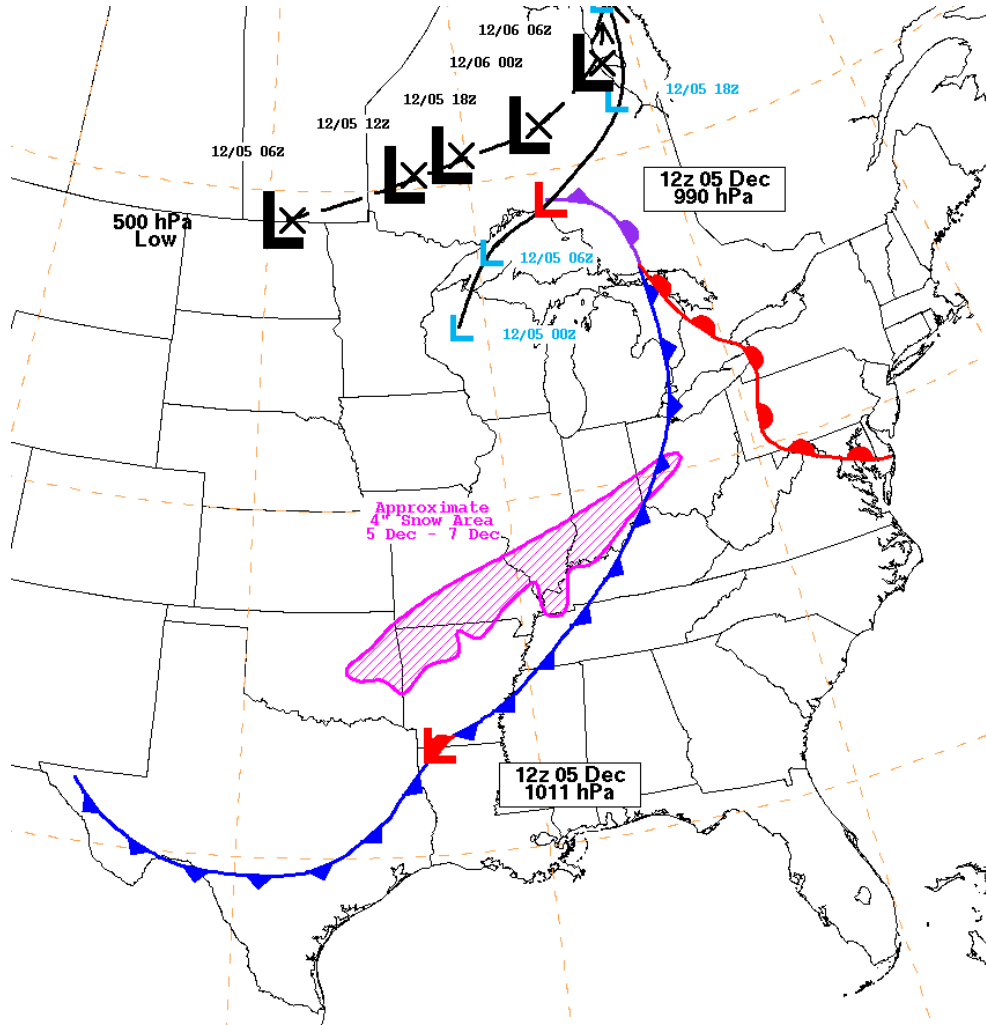 12/06 06z
12/06 00z
12/05 18z
12/05 12z
12/05 06z
12/05 18z
12z 05 Dec
990 hPa
500 hPa
Low
12/05 06Z
12/05 00Z
Approximate
4" Snow Area
5 Dec - 7 Dec
12z 05 Dec
1011 hPa
L
L
L
L
L
L
L
L
L
L
L